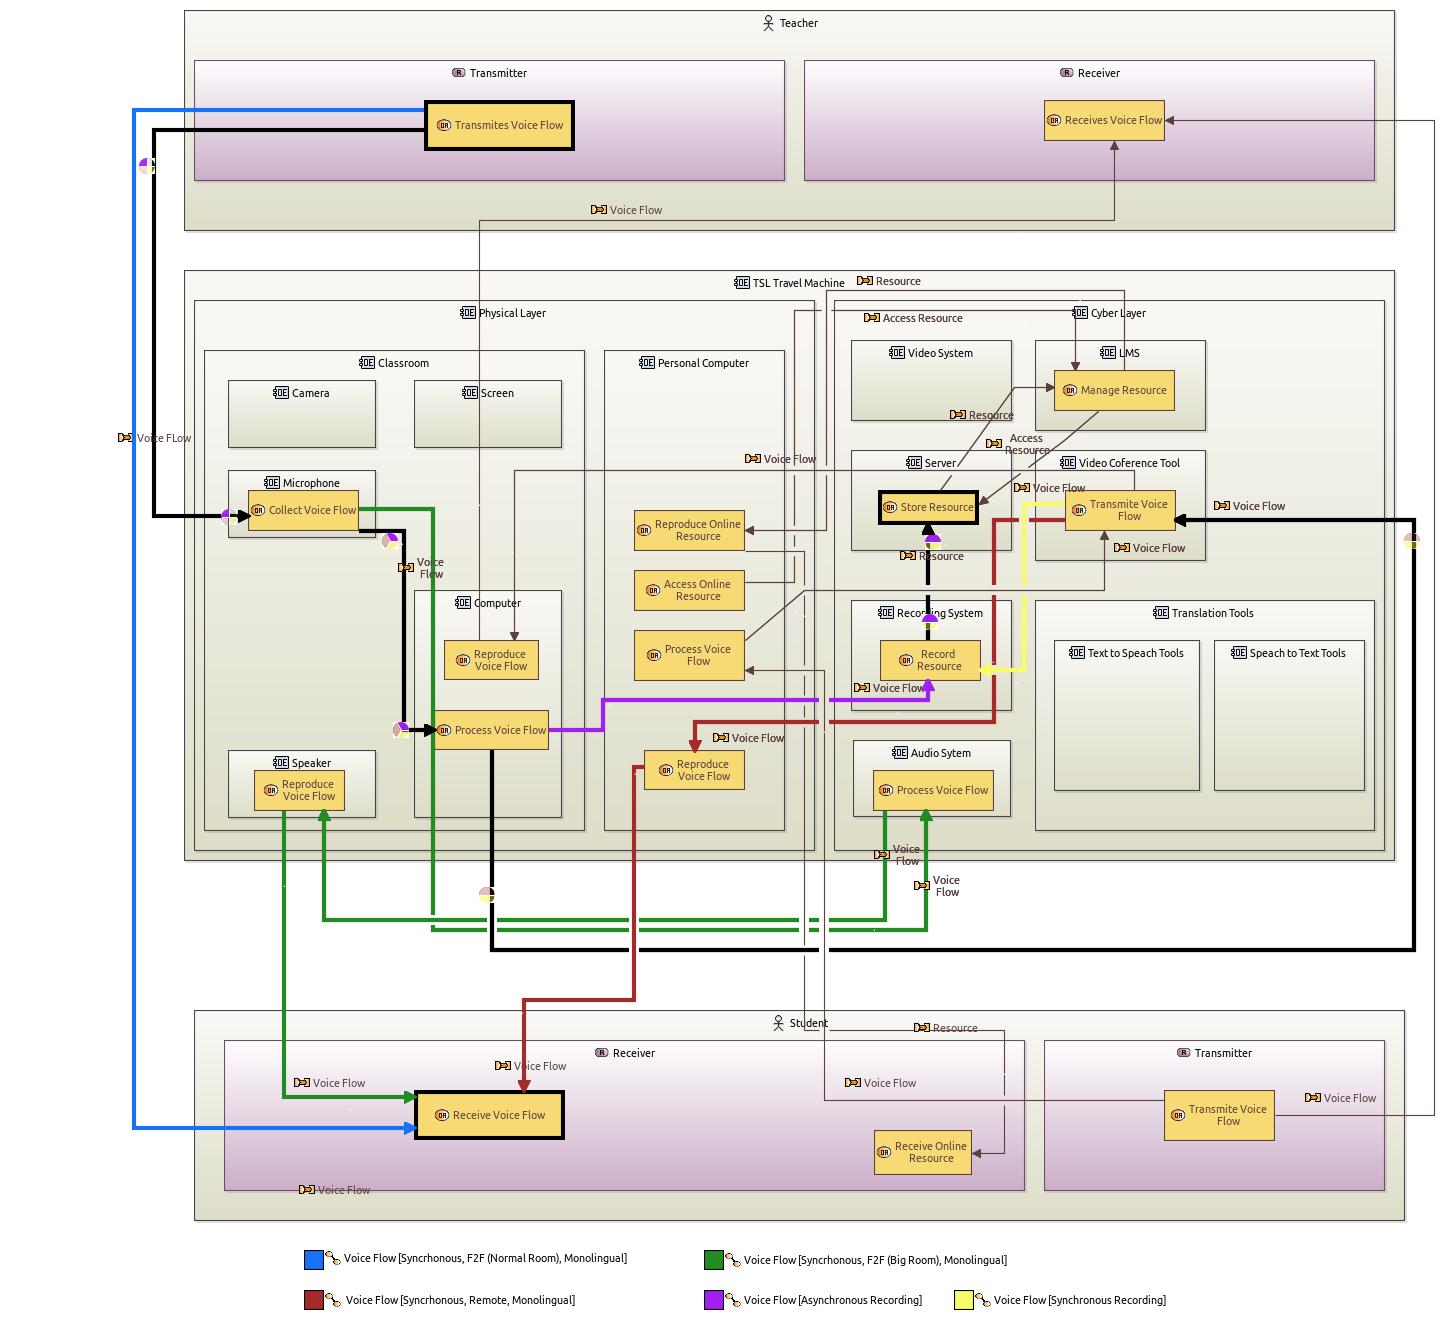 Teacher
Transmitter
Receiver
Transmites Voice Flow
Receives Voice Flow
Voice Flow
TSL Travel Machine
Resource
Physical Layer
Access Resource
Cyber Layer
Classroom
Personal Computer
Video System
LMS
Camera
Screen
Manage Resource
Resource
Voice FLow
Access
Resource
Voice Flow
Server
Video Coference Tool
Microphone
Voice Flow
Collect Voice Flow
Store Resource
Transmite Voice
Flow
Voice Flow
Reproduce Online
Resource
Voice Flow
Resource
Voice
Flow
Access Online
Resource
Computer
Recording System
Translation Tools
Reproduce
Voice Flow
Process Voice
Flow
Record
Resource
Text to Speach Tools
Speach to Text Tools
Voice Flow
Process Voice Flow
Voice Flow
Audio Sytem
Speaker
Reproduce
Voice Flow
Reproduce
Voice Flow
Process Voice Flow
Voice
Flow
Voice
Flow
Student
Resource
Receiver
Transmitter
Voice Flow
Voice Flow
Voice Flow
Voice Flow
Receive Voice Flow
Transmite Voice
Flow
Receive Online
Resource
Voice Flow
Voice Flow [Syncrhonous, F2F (Normal Room), Monolingual]
Voice Flow [Syncrhonous, F2F (Big Room), Monolingual]
Voice Flow [Syncrhonous, Remote, Monolingual]
Voice Flow [Asynchronous Recording]
Voice Flow [Synchronous Recording]